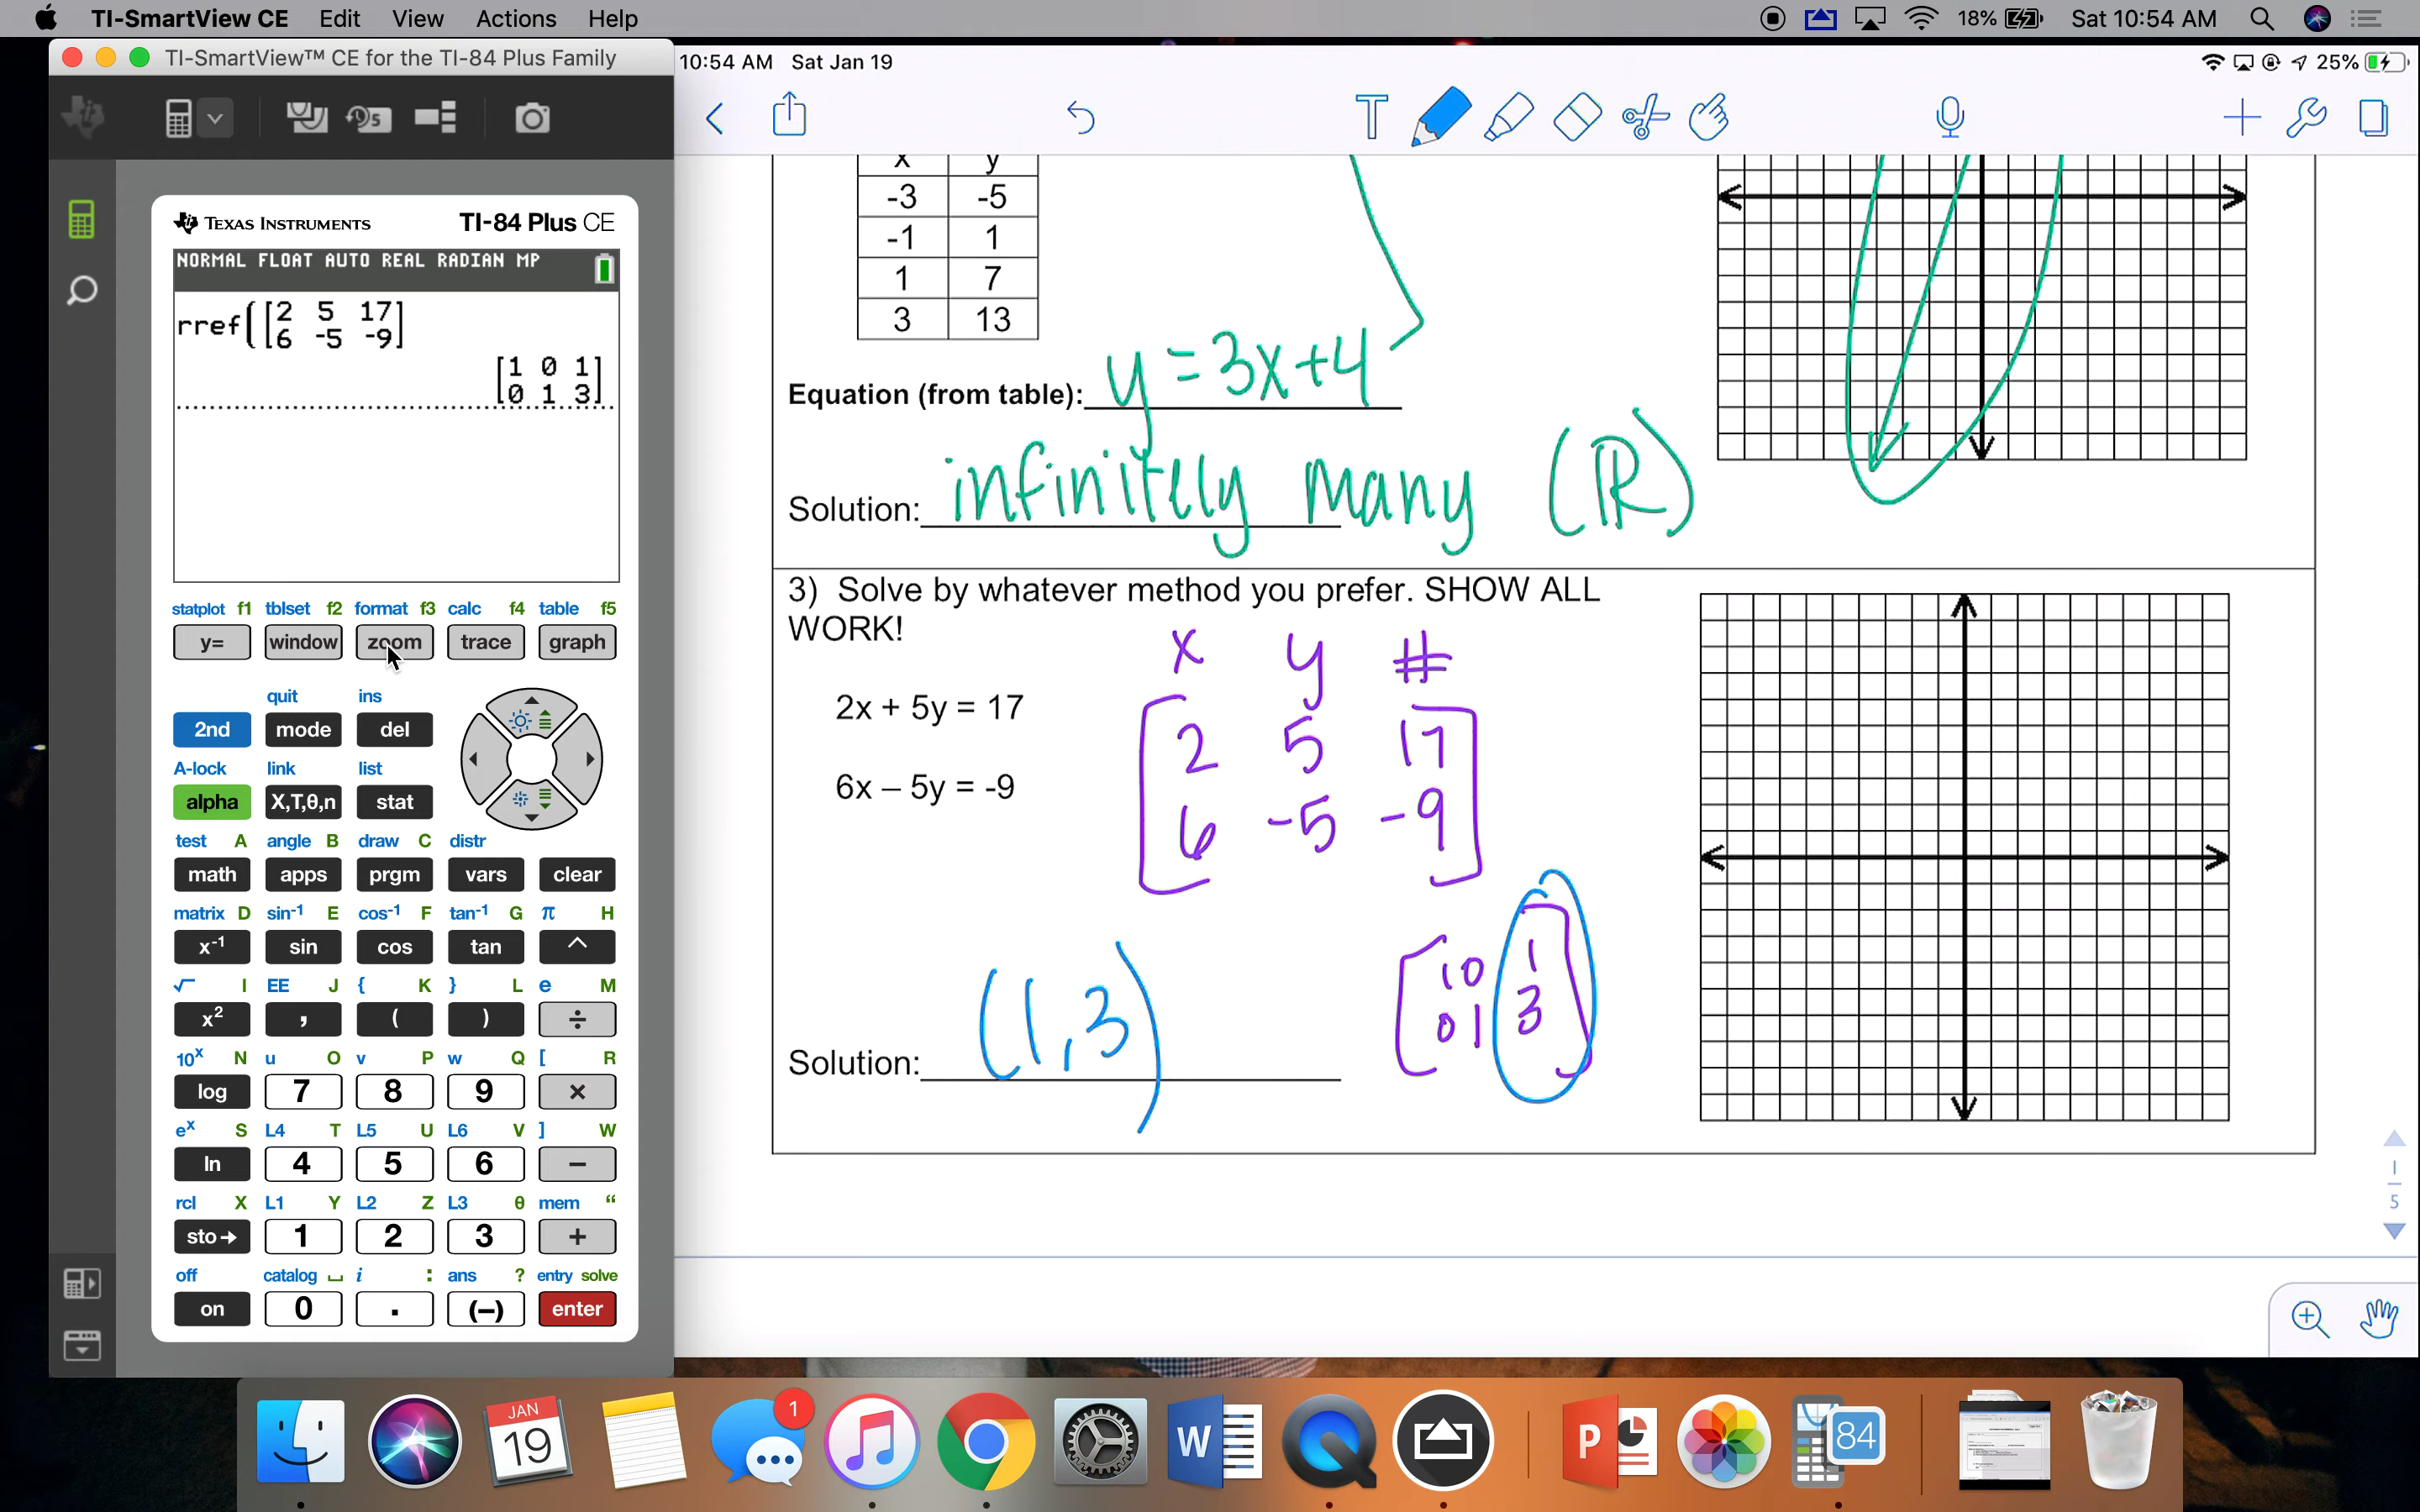 TI-SmartView CE Edit View Actions Help 18% Sat 10:54 AM
TI-SmartView™ CE for the TI-84 Plus Family
10:54 AM Sat Jan 19 25%
TEXAS INSTRUMENTS TI-84 Plus CE
NORMAL FLOAT AUTO REAL RADIAN MP
rref([2 5 17]
[6 -5 -9]
[1 0 1]
[0 1 3]
statplot f1 tblset f2 format f3 calc f4 table f5
y= window zoom trace graph
quit ins
2nd mode del
A-lock link list
alpha X,T,θ,n stat
test A angle B draw C distr
math apps prgm vars clear
matrix D sin⁻¹ E cos⁻¹ F tan⁻¹ G π H
x⁻¹ sin cos tan ^
√ I EE J { K } L e M
x² , ( ) ÷
10ˣ N u O v P w Q [ R
log 7 8 9 ×
eˣ S L4 T L5 U L6 V ] W
ln 4 5 6 −
rcl X L1 Y L2 Z L3 θ mem “
sto→ 1 2 3 +
off catalog ⎵ i : ans ? entry solve
on 0 . (−) enter
x y
-3 -5
-1 1
1 7
3 13
Equation (from table): y = 3x+4
Solution: infinitely many (ℝ)
3) Solve by whatever method you prefer. SHOW ALL
WORK!
x y #
2x + 5y = 17
6x – 5y = -9
[2 5 17]
[6 -5 -9]
[1 0 1]
[0 1 3]
Solution: (1,3)
1
5
JAN
19
1
W
P
84